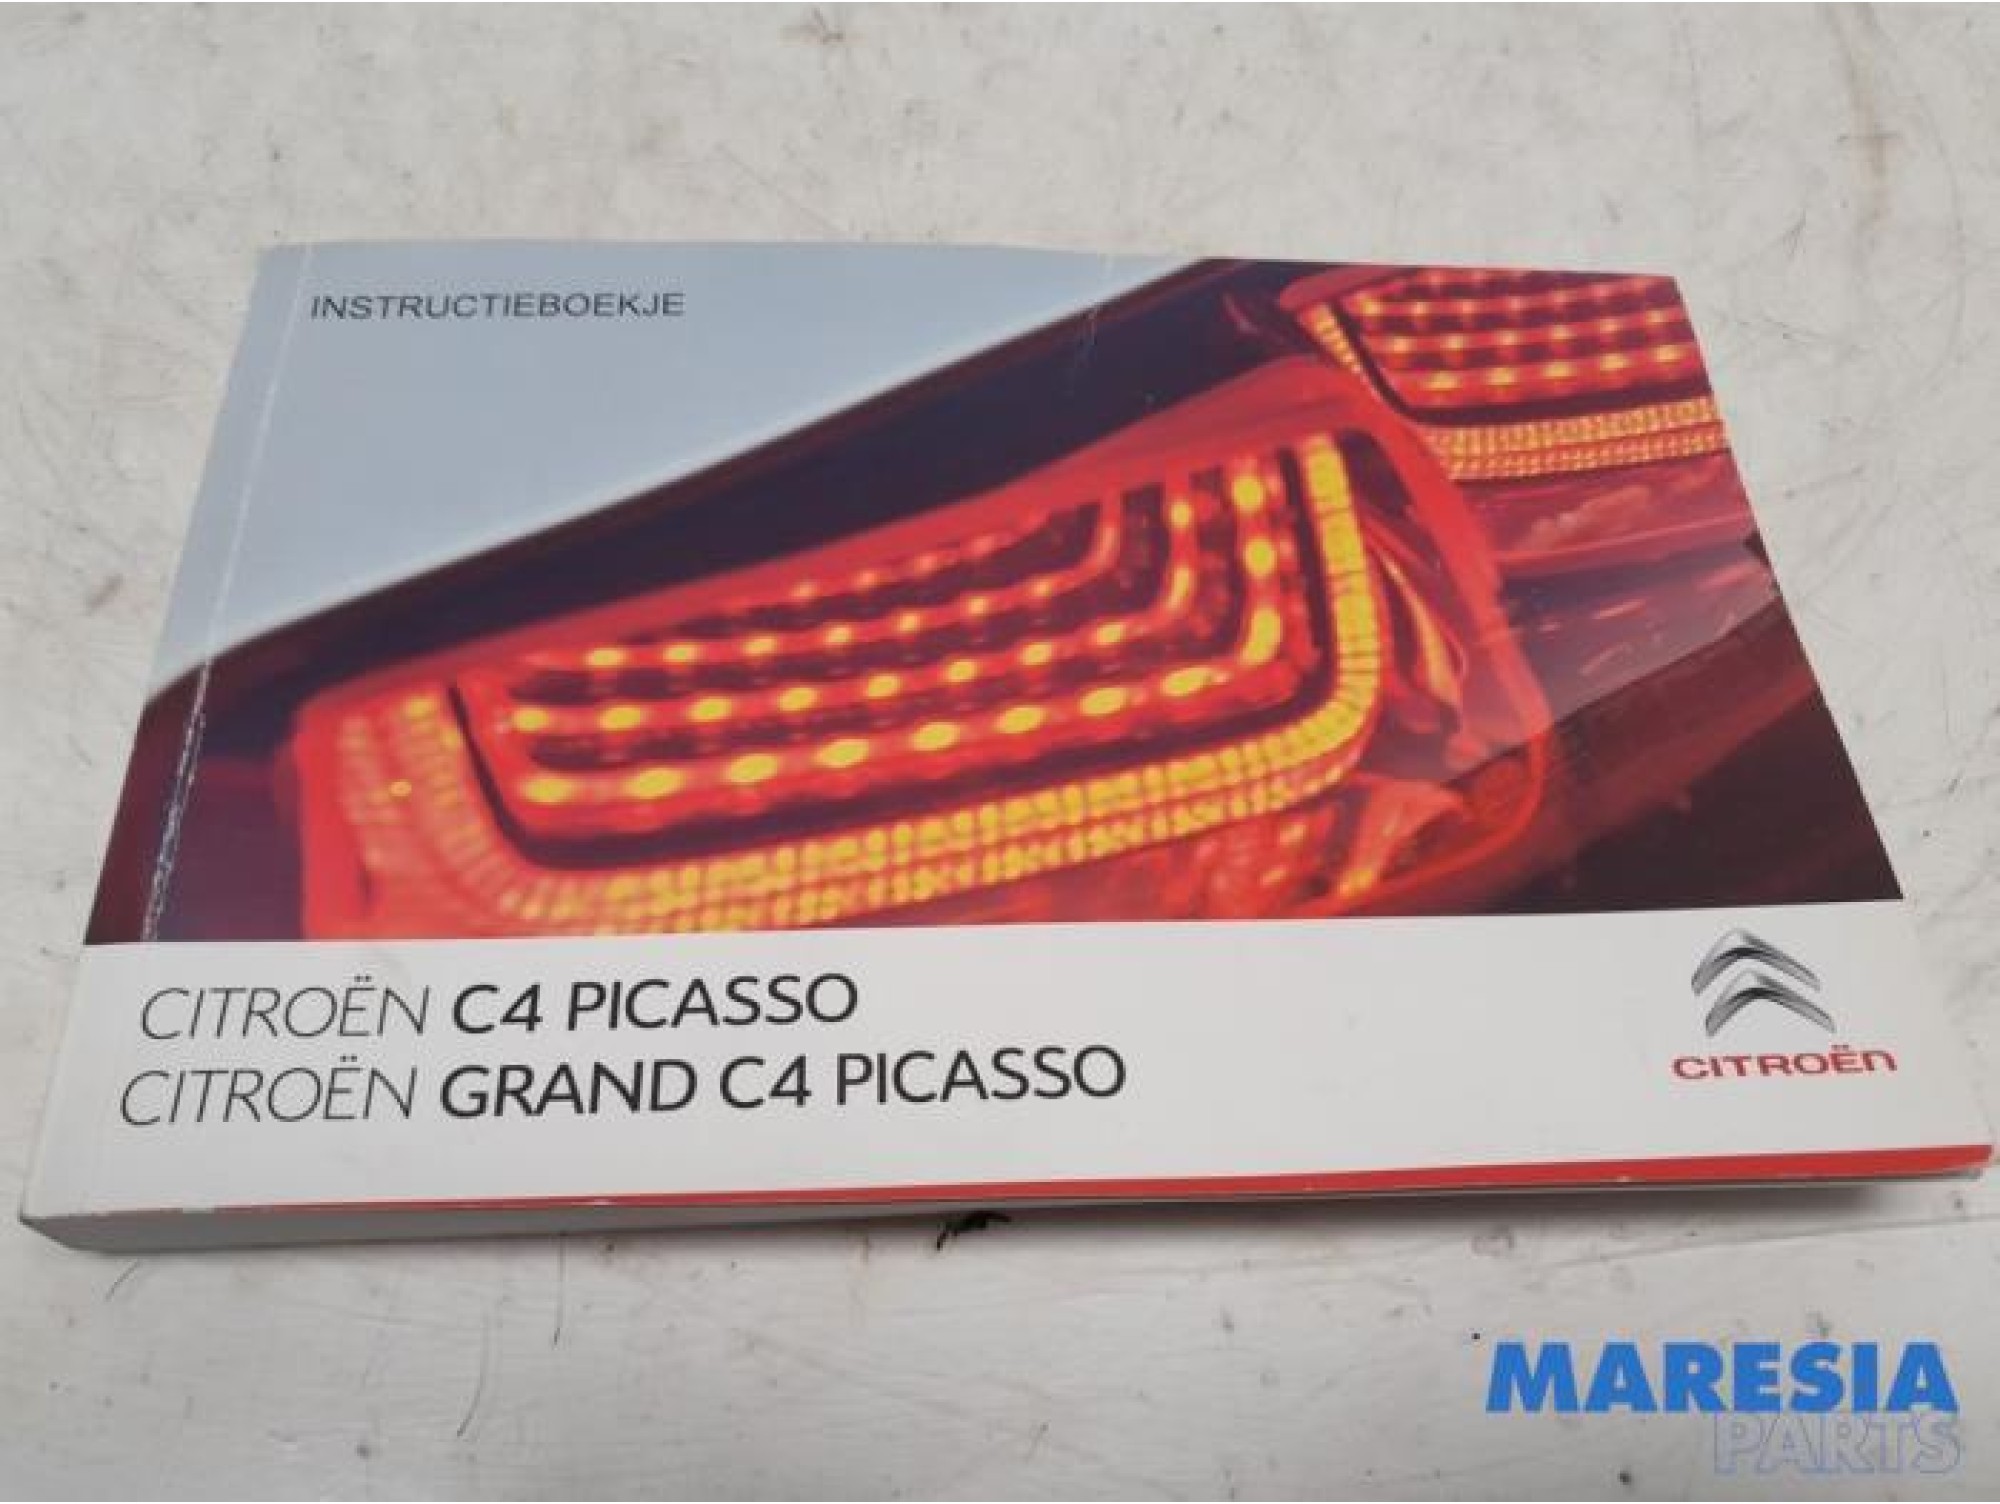 INSTRUCTIEBOEKJE
CITROËN C4 PICASSO
CITROËN GRAND C4 PICASSO
CITROËN
MARESIA
PARTS